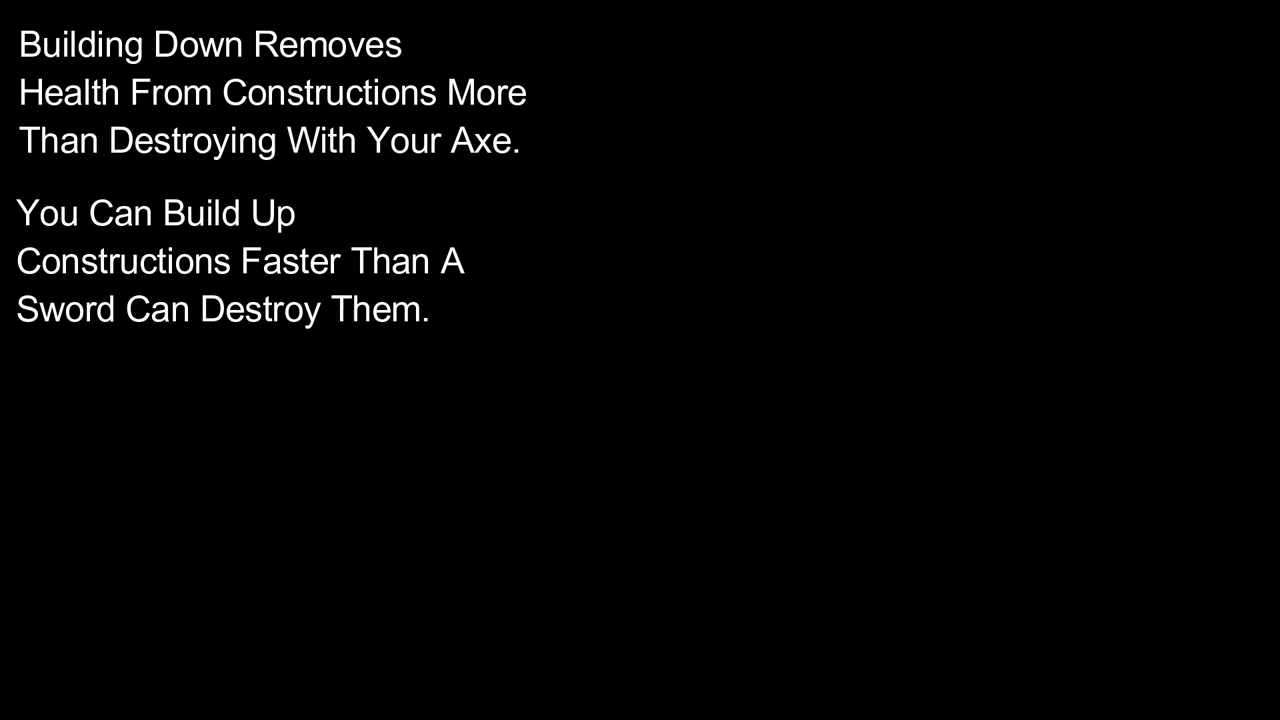 Building Down Removes
Health From Constructions More
Than Destroying With Your Axe.
You Can Build Up
Constructions Faster Than A
Sword Can Destroy Them.